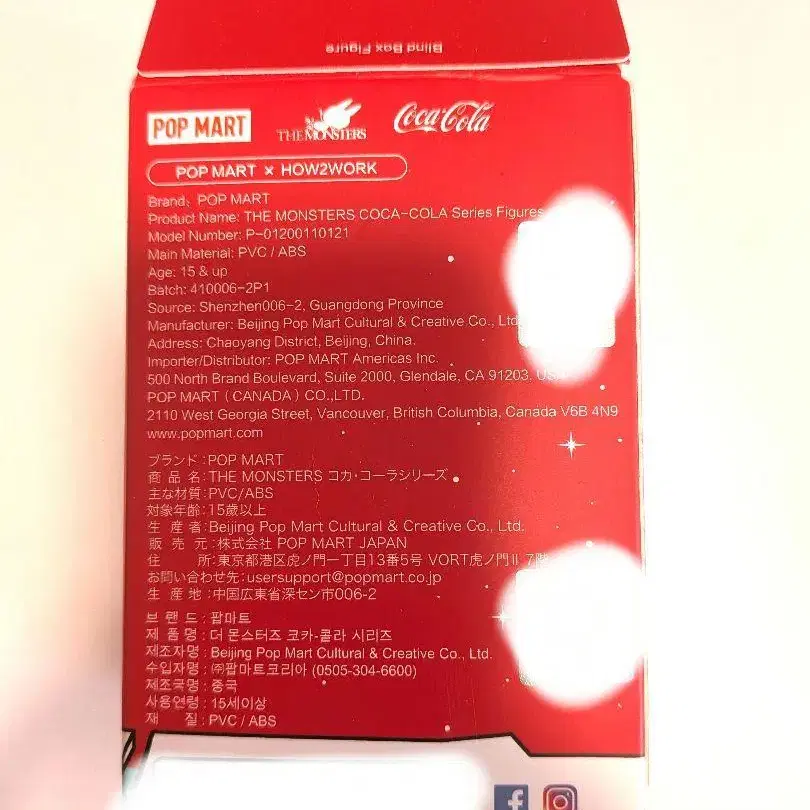 Bling Box Figure
POP MART
THE MONSTERS
Coca-Cola
POP MART × HOW2WORK
Brand: POP MART
Product Name: THE MONSTERS COCA-COLA Series Figures
Model Number: P-01200110121
Main Material: PVC / ABS
Age: 15 & up
Batch: 410006-2P1
Source: Shenzhen006-2, Guangdong Province
Manufacturer: Beijing Pop Mart Cultural & Creative Co., Ltd
Address: Chaoyang District, Beijing, China.
Importer/Distributor: POP MART Americas Inc.
500 North Brand Boulevard, Suite 2000, Glendale, CA 91203. USA
POP MART ( CANADA ) CO.,LTD.
2110 West Georgia Street, Vancouver, British Columbia, Canada V6B 4N9
www.popmart.com
ブランド:POP MART
商 品 名:THE MONSTERS コカ・コーラシリーズ
主な材質:PVC/ABS
対象年齢:15歳以上
生 産 者:Beijing Pop Mart Cultural & Creative Co., Ltd.
販 売 元:株式会社 POP MART JAPAN
住 所:東京都港区虎ノ門一丁目13番5号 VORT虎ノ門II 7階
お問い合わせ先:usersupport@popmart.co.jp
生 産 地:中国広東省深セン市006-2
브 랜 드 : 팝마트
제 품 명 : 더 몬스터즈 코카-콜라 시리즈
제조자명 : Beijing Pop Mart Cultural & Creative Co., Ltd.
수입자명 : ㈜팝마트코리아 (0505-304-6600)
제조국명 : 중국
사용연령 : 15세이상
재 질 : PVC / ABS